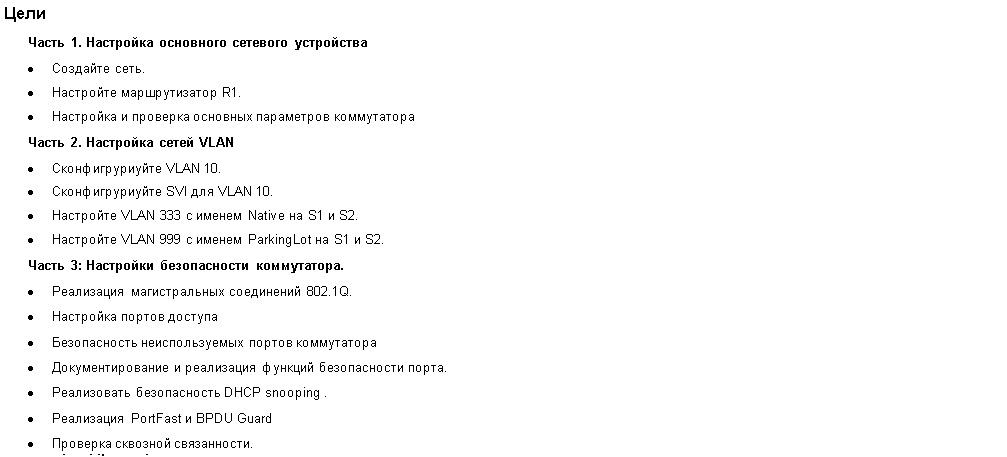 Цели
Часть 1. Настройка основного сетевого устройства
• Создайте сеть.
• Настройте маршрутизатор R1.
• Настройка и проверка основных параметров коммутатора
Часть 2. Настройка сетей VLAN
• Сконфигруриуйте VLAN 10.
• Сконфигруриуйте SVI для VLAN 10.
• Настройте VLAN 333 с именем Native на S1 и S2.
• Настройте VLAN 999 с именем ParkingLot на S1 и S2.
Часть 3: Настройки безопасности коммутатора.
• Реализация магистральных соединений 802.1Q.
• Настройка портов доступа
• Безопасность неиспользуемых портов коммутатора
• Документирование и реализация функций безопасности порта.
• Реализовать безопасность DHCP snooping .
• Реализация PortFast и BPDU Guard
• Проверка сквозной связанности.